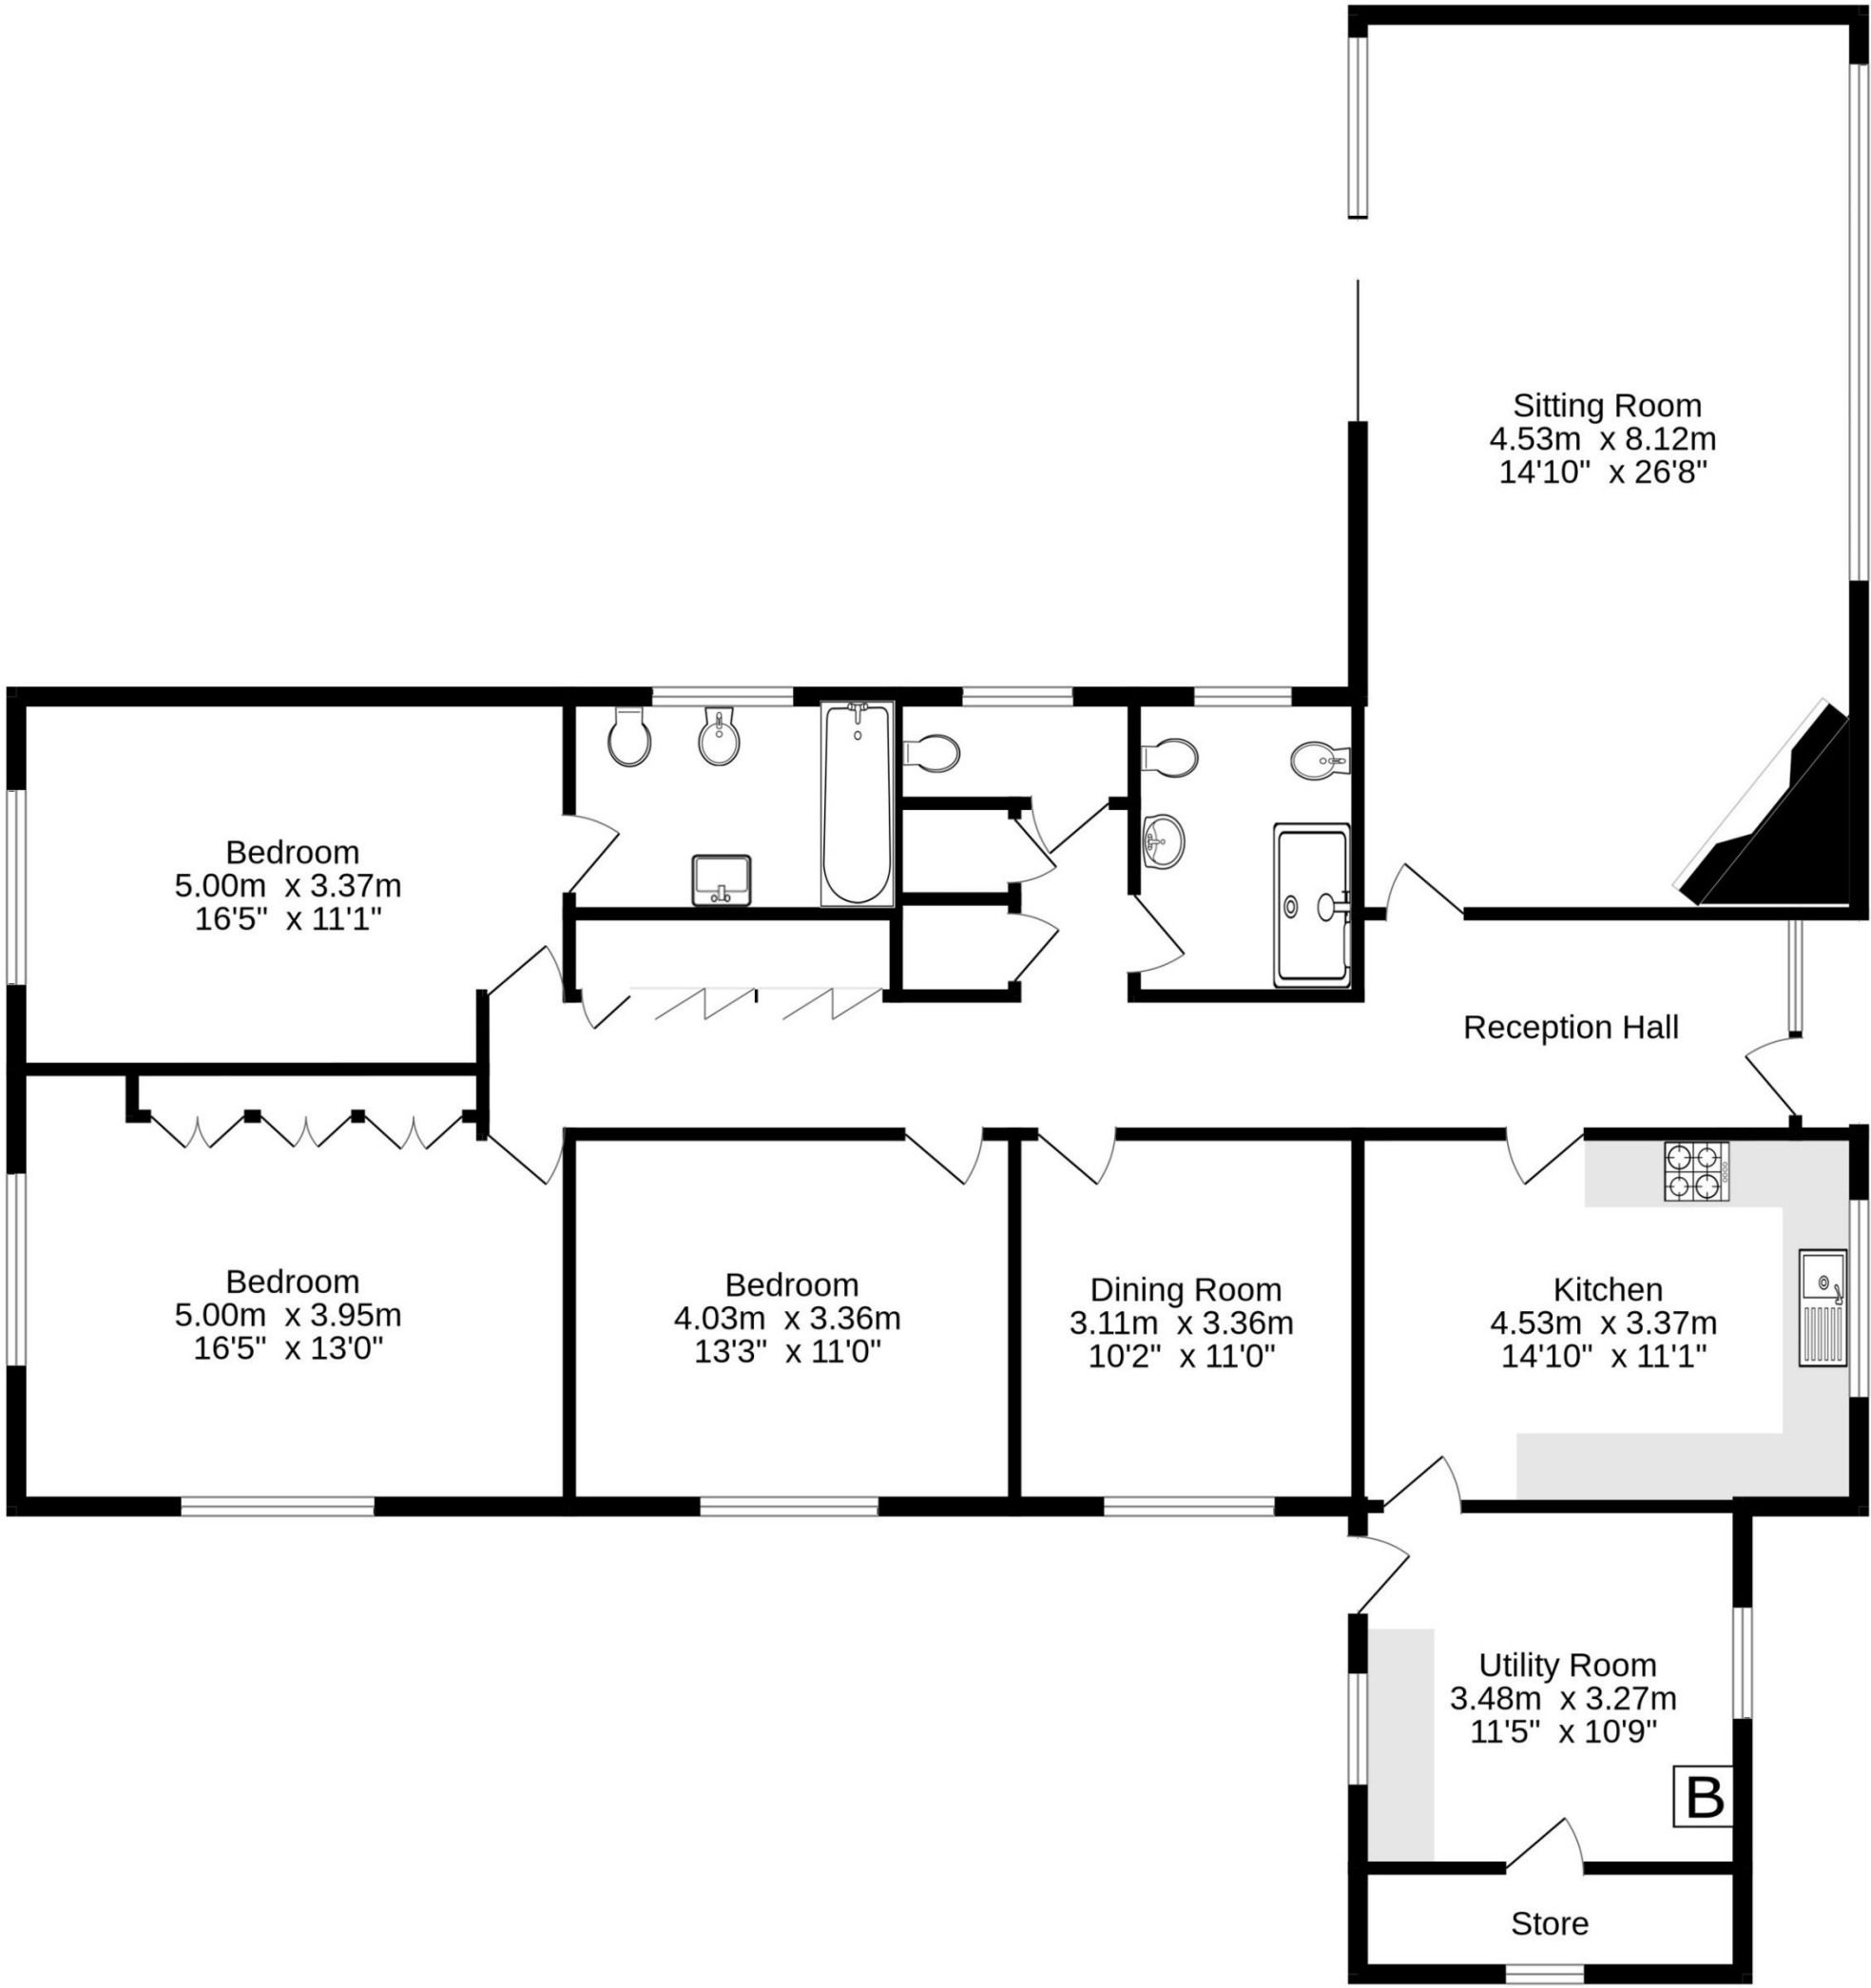 Sitting Room
4.53m x 8.12m
14'10" x 26'8"
Bedroom
5.00m x 3.37m
16'5" x 11'1"
Reception Hall
Bedroom
5.00m x 3.95m
16'5" x 13'0"
Bedroom
4.03m x 3.36m
13'3" x 11'0"
Dining Room
3.11m x 3.36m
10'2" x 11'0"
Kitchen
4.53m x 3.37m
14'10" x 11'1"
Utility Room
3.48m x 3.27m
11'5" x 10'9"
B
Store